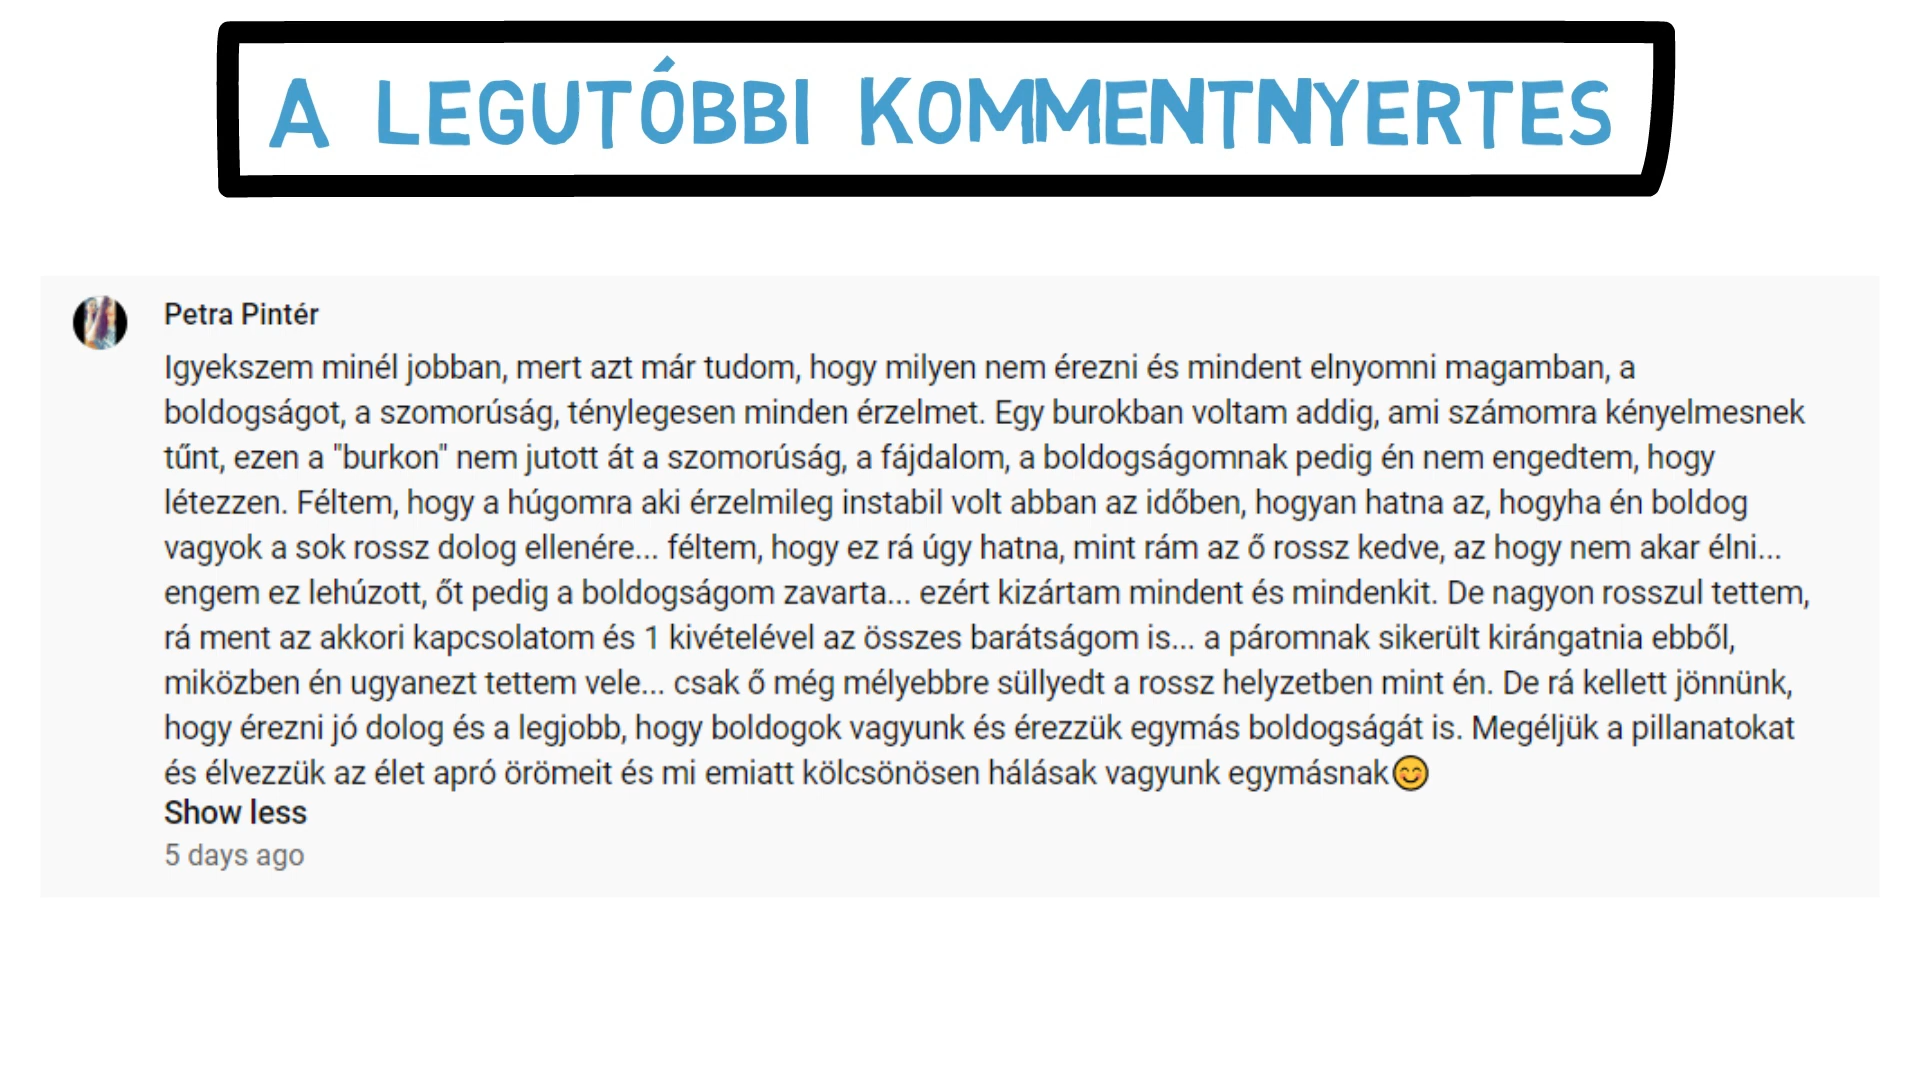 A LEGUTÓBBI KOMMENTNYERTES
Petra Pintér
Igyekszem minél jobban, mert azt már tudom, hogy milyen nem érezni és mindent elnyomni magamban, a
boldogságot, a szomorúság, ténylegesen minden érzelmet. Egy burokban voltam addig, ami számomra kényelmesnek
tűnt, ezen a "burkon" nem jutott át a szomorúság, a fájdalom, a boldogságomnak pedig én nem engedtem, hogy
létezzen. Féltem, hogy a húgomra aki érzelmileg instabil volt abban az időben, hogyan hatna az, hogyha én boldog
vagyok a sok rossz dolog ellenére... féltem, hogy ez rá úgy hatna, mint rám az ő rossz kedve, az hogy nem akar élni...
engem ez lehúzott, őt pedig a boldogságom zavarta... ezért kizártam mindent és mindenkit. De nagyon rosszul tettem,
rá ment az akkori kapcsolatom és 1 kivételével az összes barátságom is... a páromnak sikerült kirángatnia ebből,
miközben én ugyanezt tettem vele... csak ő még mélyebbre süllyedt a rossz helyzetben mint én. De rá kellett jönnünk,
hogy érezni jó dolog és a legjobb, hogy boldogok vagyunk és érezzük egymás boldogságát is. Megéljük a pillanatokat
és élvezzük az élet apró örömeit és mi emiatt kölcsönösen hálásak vagyunk egymásnak😊
Show less
5 days ago